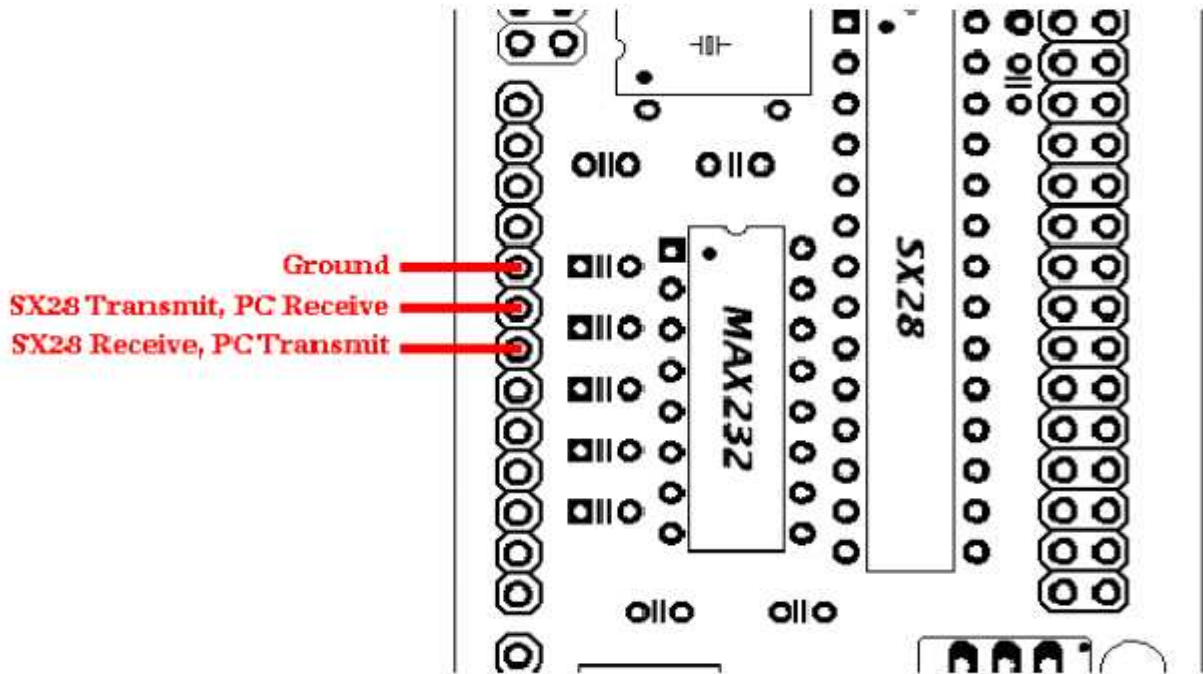 Ground
SX28 Transmit, PC Receive
SX28 Receive, PC Transmit
MAX232
SX28